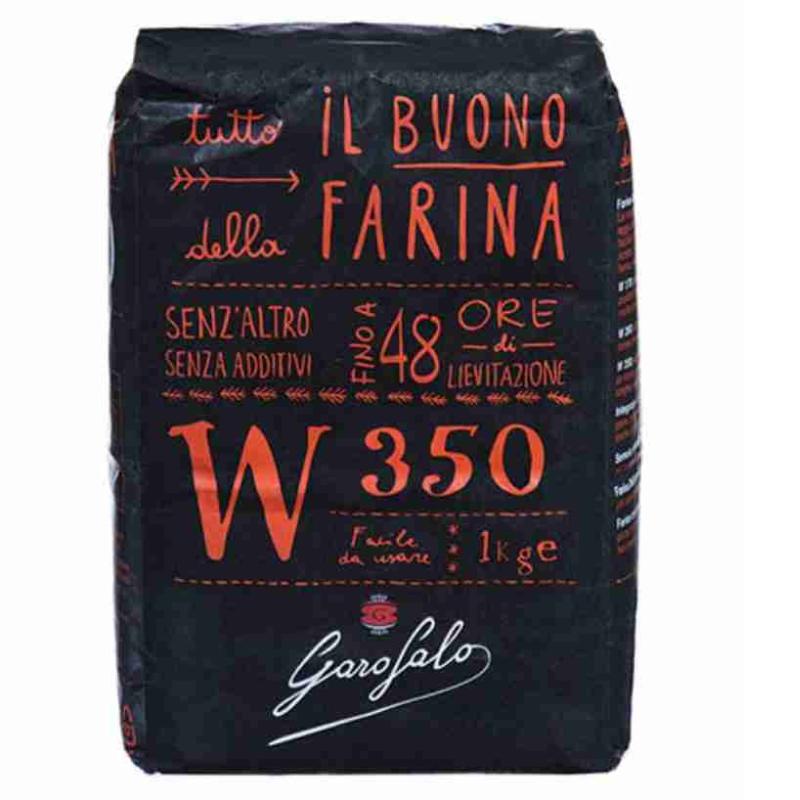 tutto IL BUONO
della FARINA
SENZ'ALTRO
SENZA ADDITIVI
FINO A 48 ORE
di
LIEVITAZIONE
W 350
Facile
da usare
1kg e
G
Garofalo